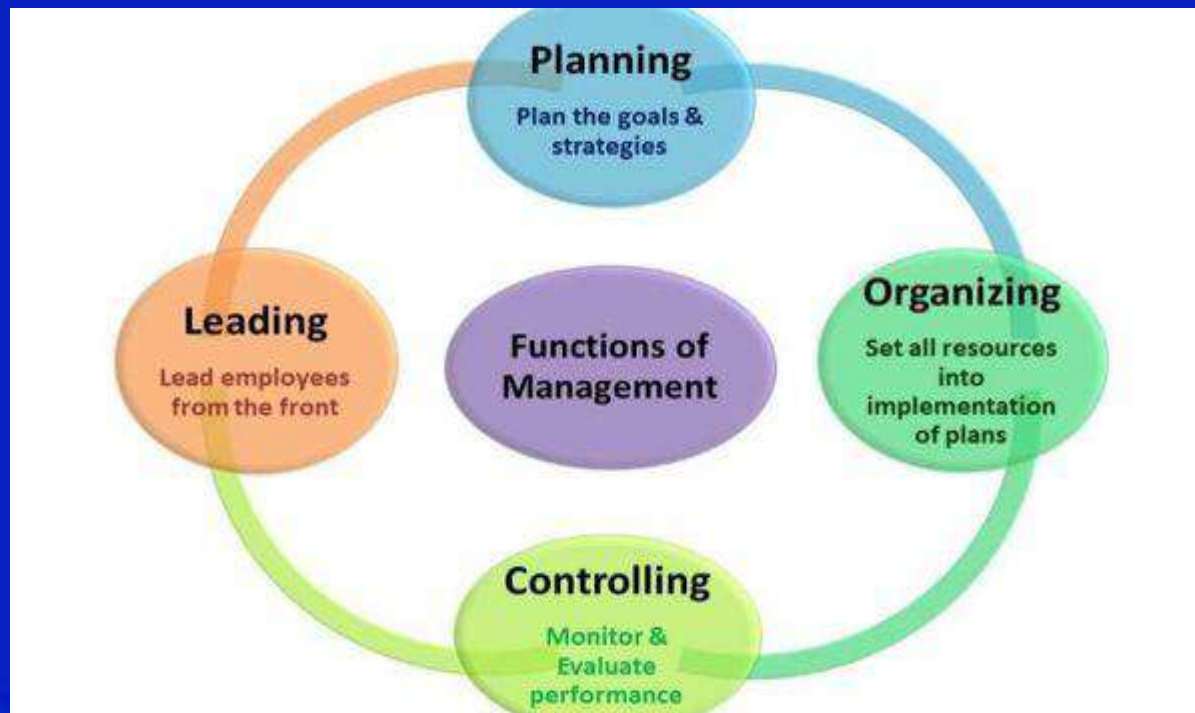 Planning
Plan the goals &
strategies
Leading
Lead employees
from the front
Functions of
Management
Organizing
Set all resources
into
implementation
of plans
Controlling
Monitor &
Evaluate
performance